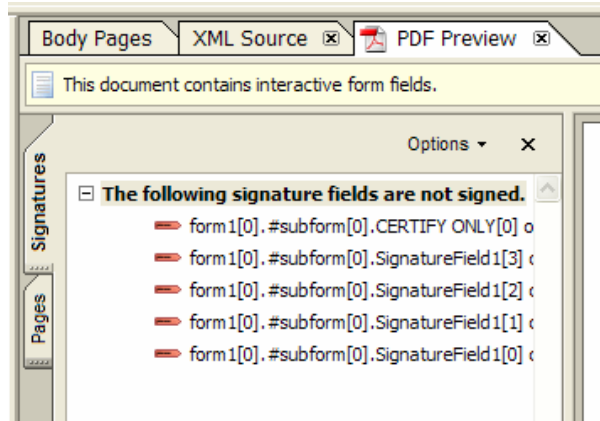 Body Pages XML Source PDF Preview
This document contains interactive form fields.
Options
Signatures
The following signature fields are not signed.
form1[0].#subform[0].CERTIFY ONLY[0] o
form1[0].#subform[0].SignatureField1[3] o
form1[0].#subform[0].SignatureField1[2] o
form1[0].#subform[0].SignatureField1[1] o
form1[0].#subform[0].SignatureField1[0] o
Pages